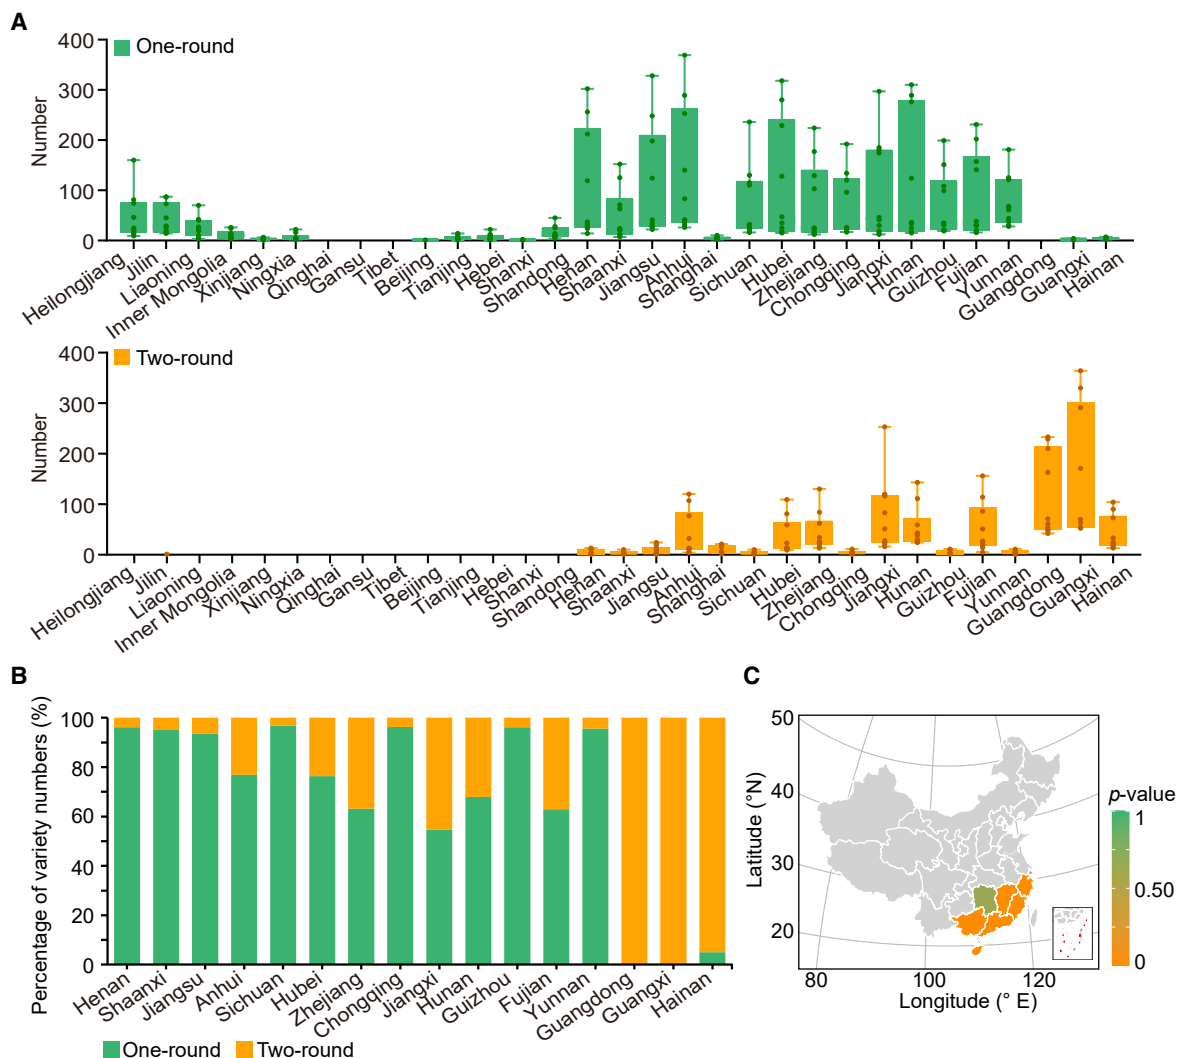 A
400
300
200
100
0
Number
One-round
Heilongjiang
Jilin
Liaoning
Inner Mongolia
Xinjiang
Ningxia
Qinghai
Gansu
Tibet
Beijing
Tianjing
Hebei
Shanxi
Shandong
Henan
Shaanxi
Jiangsu
Anhui
Shanghai
Sichuan
Hubei
Zhejiang
Chongqing
Jiangxi
Hunan
Guizhou
Fujian
Yunnan
Guangdong
Guangxi
Hainan
400
300
200
100
0
Number
Two-round
Heilongjiang
Jilin
Liaoning
Inner Mongolia
Xinjiang
Ningxia
Qinghai
Gansu
Tibet
Beijing
Tianjing
Hebei
Shanxi
Shandong
Henan
Shaanxi
Jiangsu
Anhui
Shanghai
Sichuan
Hubei
Zhejiang
Chongqing
Jiangxi
Hunan
Guizhou
Fujian
Yunnan
Guangdong
Guangxi
Hainan
B
Percentage of variety numbers (%)
100
80
60
40
20
0
Henan
Shaanxi
Jiangsu
Anhui
Sichuan
Hubei
Zhejiang
Chongqing
Jiangxi
Hunan
Guizhou
Fujian
Yunnan
Guangdong
Guangxi
Hainan
One-round Two-round
C
50
40
30
20
Latitude (°N)
80 100 120
Longitude (° E)
p-value
1
0.50
0